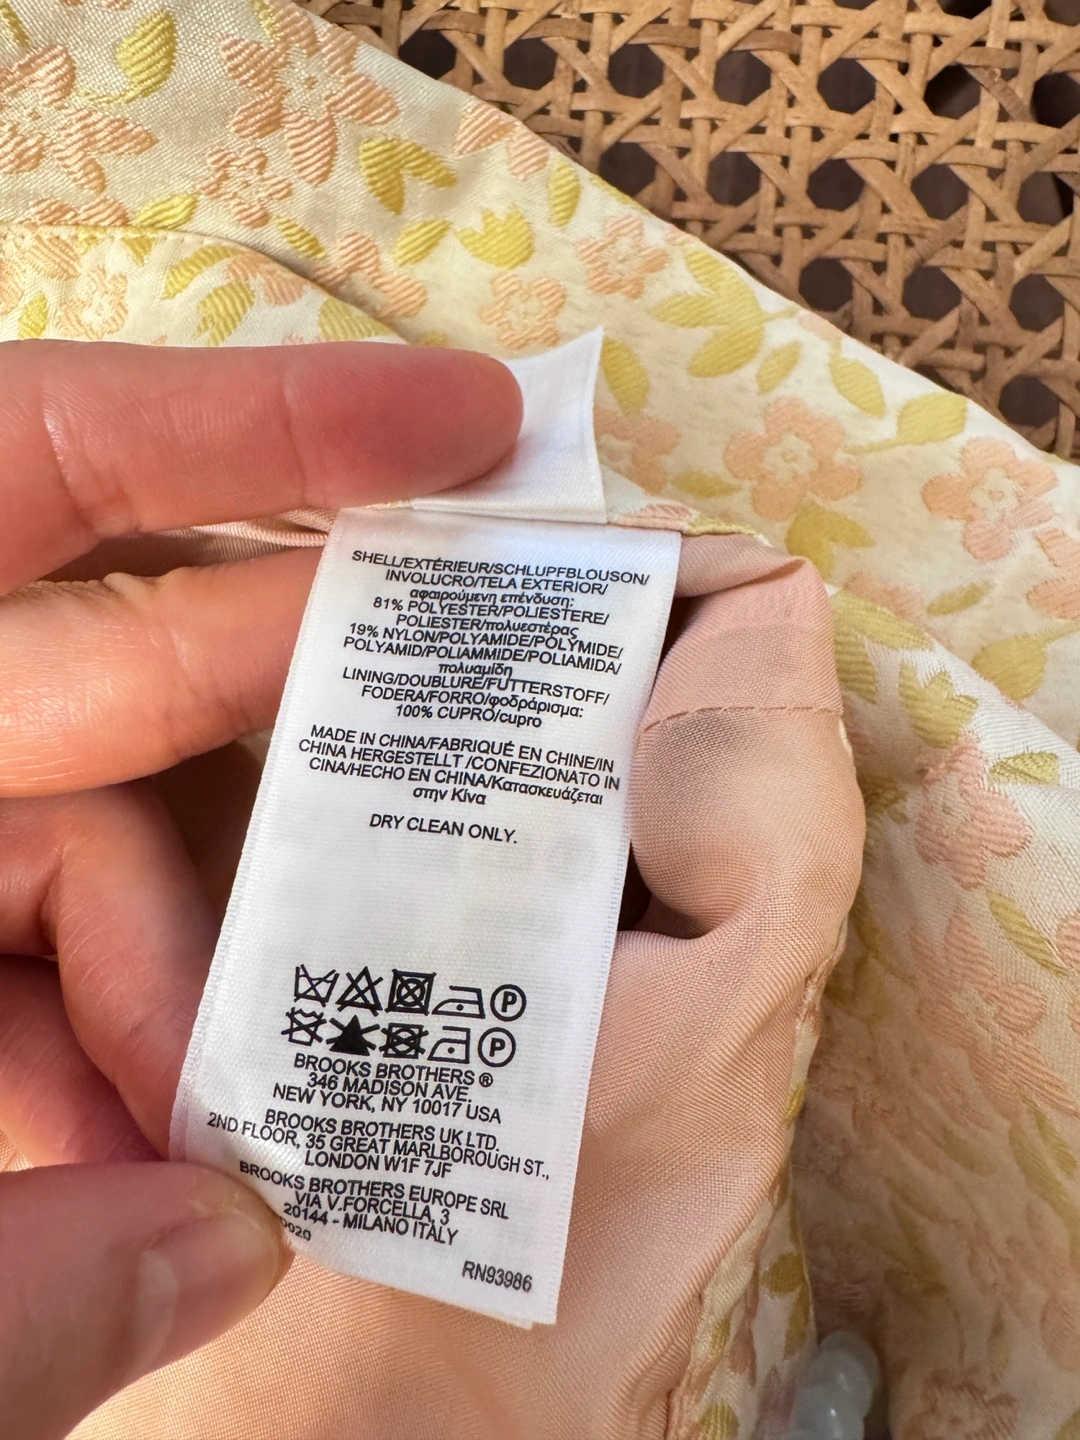 SHELL/EXTÉRIEUR/SCHLUPFBLOUSON/
INVOLUCRO/TELA EXTERIOR/
αφαιρούμενη επένδυση:
81% POLYESTER/POLIESTERE/
POLIESTER/πολυεστέρας
19% NYLON/POLYAMIDE/POLYMIDE/
POLYAMID/POLIAMMIDE/POLIAMIDA/
πολυαμίδη
LINING/DOUBLURE/FUTTERSTOFF/
FODERA/FORRO/φοδράρισμα:
100% CUPRO/cupro
MADE IN CHINA/FABRIQUÉ EN CHINE/IN
CHINA HERGESTELLT /CONFEZIONATO IN
CINA/HECHO EN CHINA/Κατασκευάζεται
στην Κίνα
DRY CLEAN ONLY.
P
P
BROOKS BROTHERS ®
346 MADISON AVE.
NEW YORK, NY 10017 USA
BROOKS BROTHERS UK LTD.
2ND FLOOR, 35 GREAT MARLBOROUGH ST.,
LONDON W1F 7JF
BROOKS BROTHERS EUROPE SRL
VIA V.FORCELLA, 3
20144 - MILANO ITALY
RN93986